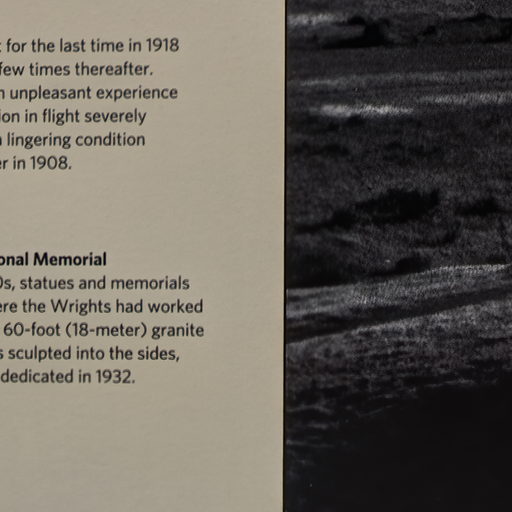 for the last time in 1918
few times thereafter.
unpleasant experience
ion in flight severely
lingering condition
er in 1908.
onal Memorial
0s, statues and memorials
ere the Wrights had worked
60-foot (18-meter) granite
s sculpted into the sides,
dedicated in 1932.